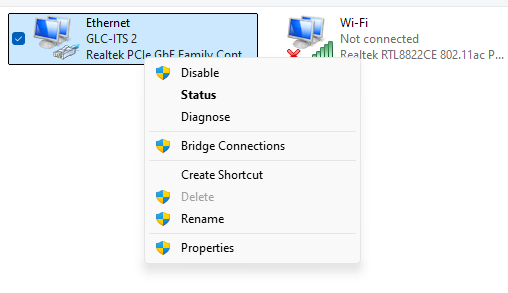 Ethernet
GLC-ITS 2
Realtek PCIe GbE Family Cont
Wi-Fi
Not connected
Realtek RTL8822CE 802.11ac P...
Disable
Status
Diagnose
Bridge Connections
Create Shortcut
Delete
Rename
Properties